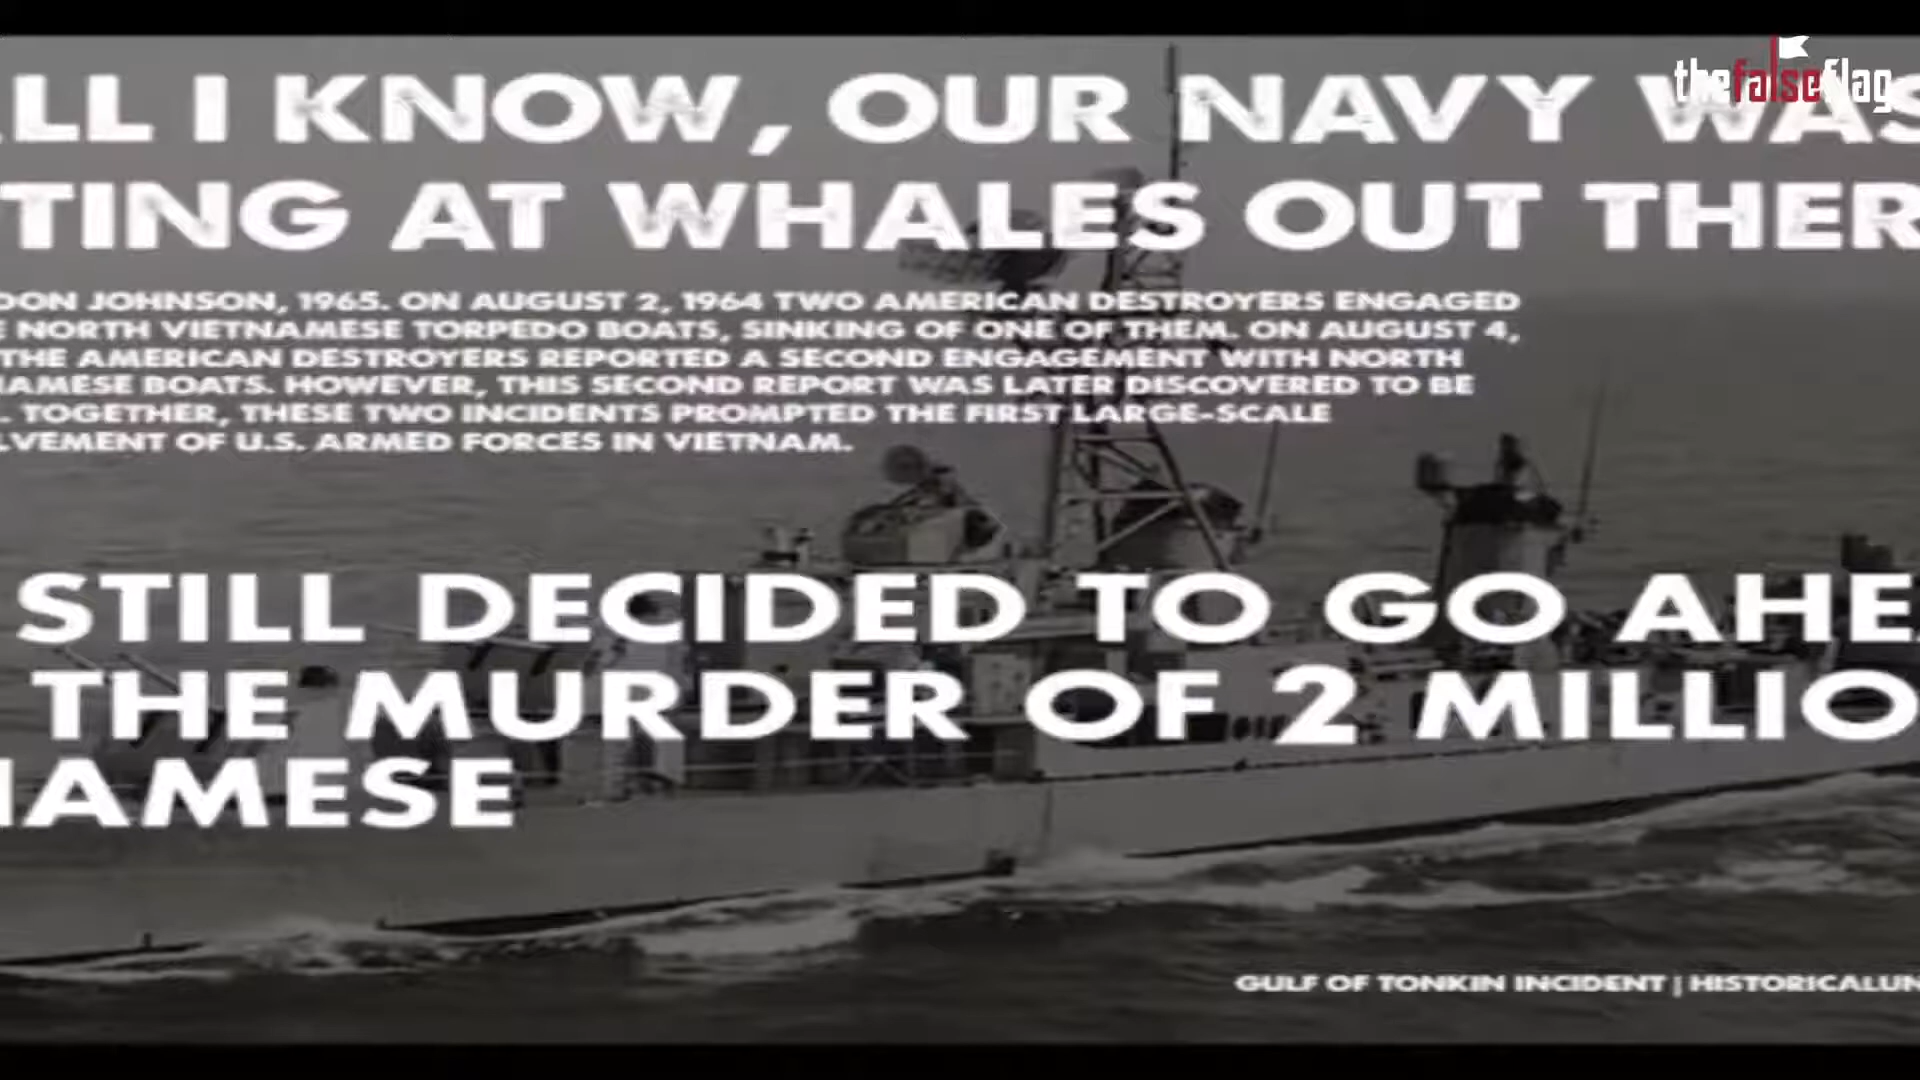 thefalseflag
LL I KNOW, OUR NAVY WAS
TING AT WHALES OUT THER
DON JOHNSON, 1965. ON AUGUST 2, 1964 TWO AMERICAN DESTROYERS ENGAGED
E NORTH VIETNAMESE TORPEDO BOATS, SINKING OF ONE OF THEM. ON AUGUST 4,
THE AMERICAN DESTROYERS REPORTED A SECOND ENGAGEMENT WITH NORTH
NAMESE BOATS. HOWEVER, THIS SECOND REPORT WAS LATER DISCOVERED TO BE
. TOGETHER, THESE TWO INCIDENTS PROMPTED THE FIRST LARGE-SCALE
LVEMENT OF U.S. ARMED FORCES IN VIETNAM.
STILL DECIDED TO GO AHEA
THE MURDER OF 2 MILLIO
NAMESE
GULF OF TONKIN INCIDENT | HISTORICALUN